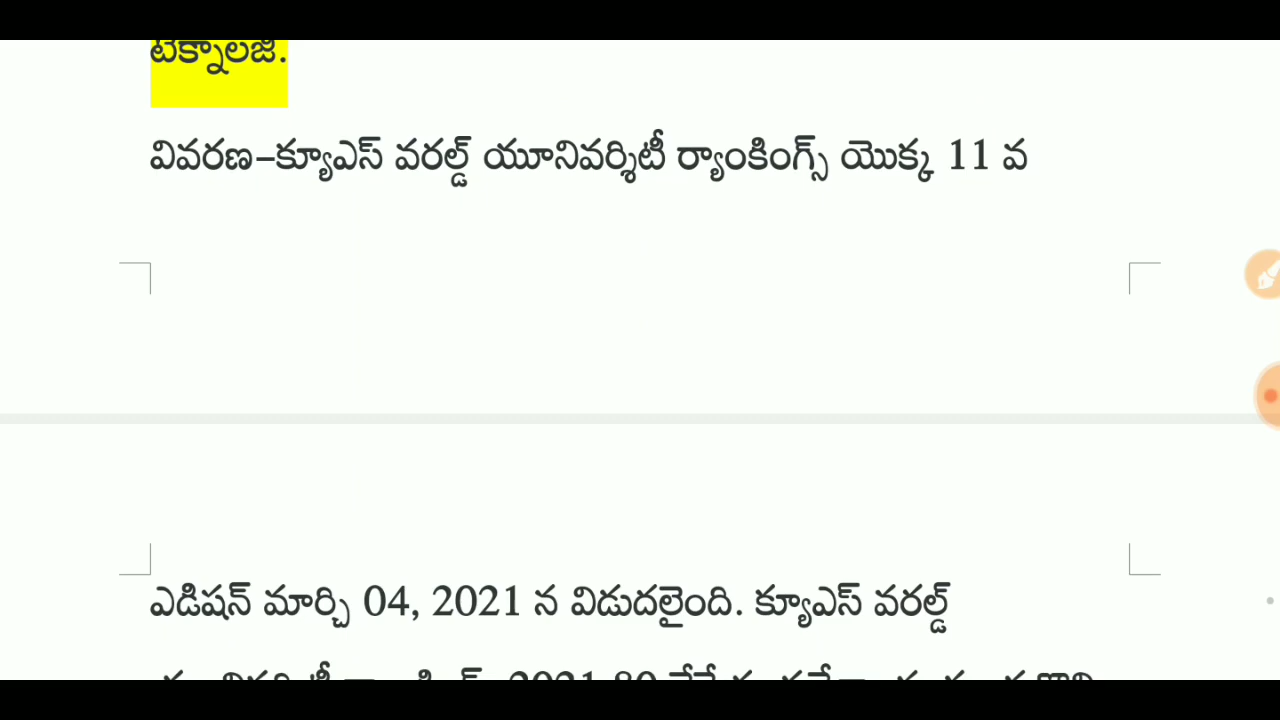 టెక్నాలజీ.
వివరణ–క్యూఎస్ వరల్డ్ యూనివర్శిటీ ర్యాంకింగ్స్ యొక్క 11 వ
ఎడిషన్ మార్చి 04, 2021 న విడుదలైంది. క్యూఎస్ వరల్డ్